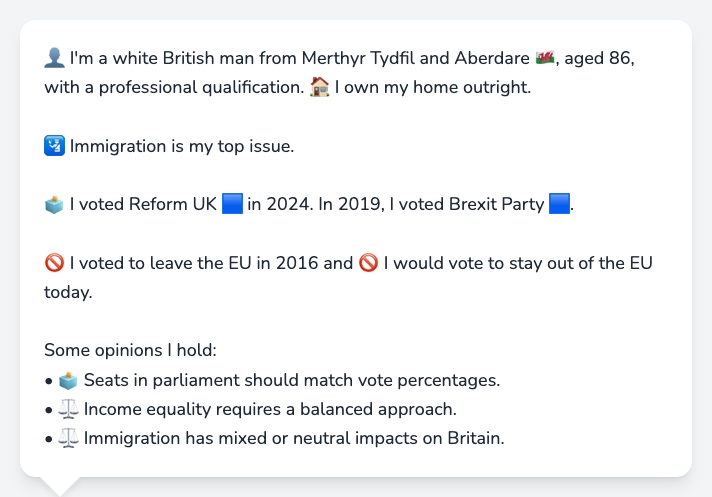 👤 I'm a white British man from Merthyr Tydfil and Aberdare 🏴󠁧󠁢󠁷󠁬󠁳󠁿, aged 86,
with a professional qualification. 🏠 I own my home outright.
🛂 Immigration is my top issue.
🗳️ I voted Reform UK 🟦 in 2024. In 2019, I voted Brexit Party 🟦.
🚫 I voted to leave the EU in 2016 and 🚫 I would vote to stay out of the EU
today.
Some opinions I hold:
• 🗳️ Seats in parliament should match vote percentages.
• ⚖️ Income equality requires a balanced approach.
• ⚖️ Immigration has mixed or neutral impacts on Britain.